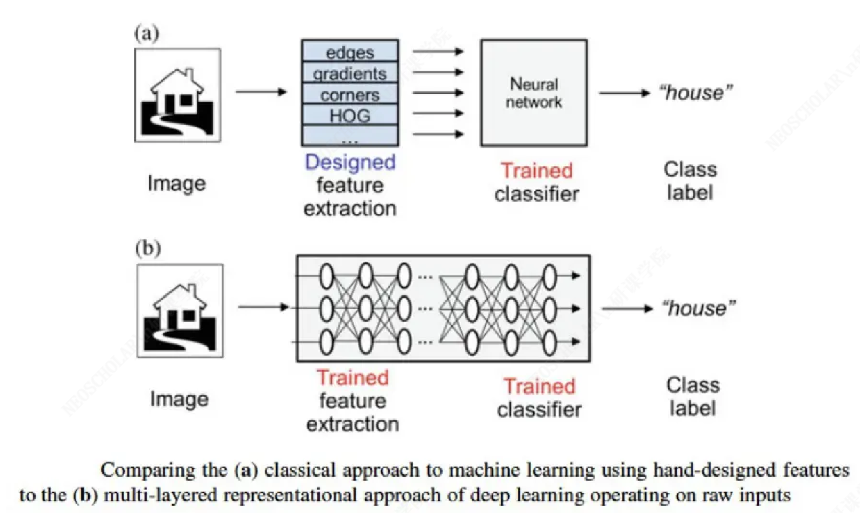 (a)
edges
gradients
corners
HOG
...
Neural
network
"house"
Image
Designed
feature
extraction
Trained
classifier
Class
label
(b)
...
...
...
"house"
Image
Trained
feature
extraction
Trained
classifier
Class
label
Comparing the (a) classical approach to machine learning using hand-designed features
to the (b) multi-layered representational approach of deep learning operating on raw inputs